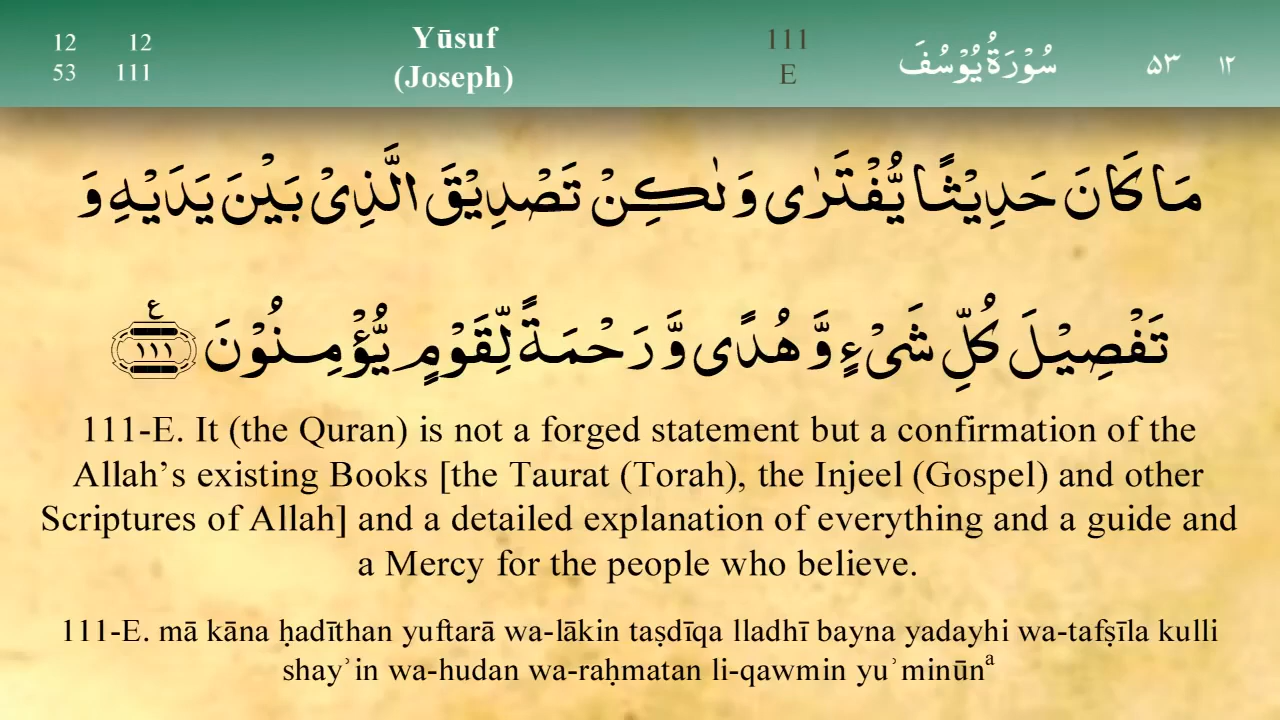 12 12
53 111
Yūsuf
(Joseph)
111
E
سُوْرَةُ يُوْسُفَ
۵۳ ۱۲
مَا كَانَ حَدِيْثًا يُّفْتَرٰى وَلٰكِنْ تَصْدِيْقَ الَّذِىْ بَيْنَ يَدَيْهِ وَ
تَفْصِيْلَ كُلِّ شَىْءٍ وَّهُدًى وَّرَحْمَةً لِّقَوْمٍ يُّؤْمِنُوْنَ ۱۱۱ ع
111-E. It (the Quran) is not a forged statement but a confirmation of the
Allah’s existing Books [the Taurat (Torah), the Injeel (Gospel) and other
Scriptures of Allah] and a detailed explanation of everything and a guide and
a Mercy for the people who believe.
111-E. mā kāna ḥadīthan yuftarā wa-lākin taṣdīqa lladhī bayna yadayhi wa-tafṣīla kulli
shayʾin wa-hudan wa-raḥmatan li-qawmin yuʾminūnᵃ